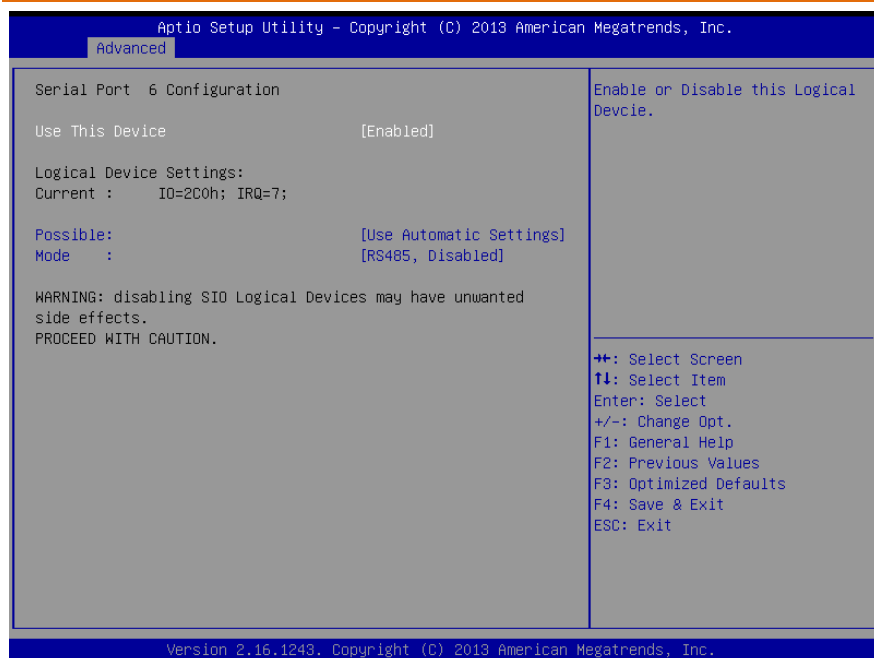 Aptio Setup Utility – Copyright (C) 2013 American Megatrends, Inc.
Advanced
Serial Port 6 Configuration
Use This Device [Enabled]
Logical Device Settings:
Current : IO=2C0h; IRQ=7;
Possible: [Use Automatic Settings]
Mode : [RS485, Disabled]
WARNING: disabling SIO Logical Devices may have unwanted
side effects.
PROCEED WITH CAUTION.
Enable or Disable this Logical
Devcie.
→←: Select Screen
↑↓: Select Item
Enter: Select
+/-: Change Opt.
F1: General Help
F2: Previous Values
F3: Optimized Defaults
F4: Save & Exit
ESC: Exit
Version 2.16.1243. Copyright (C) 2013 American Megatrends, Inc.